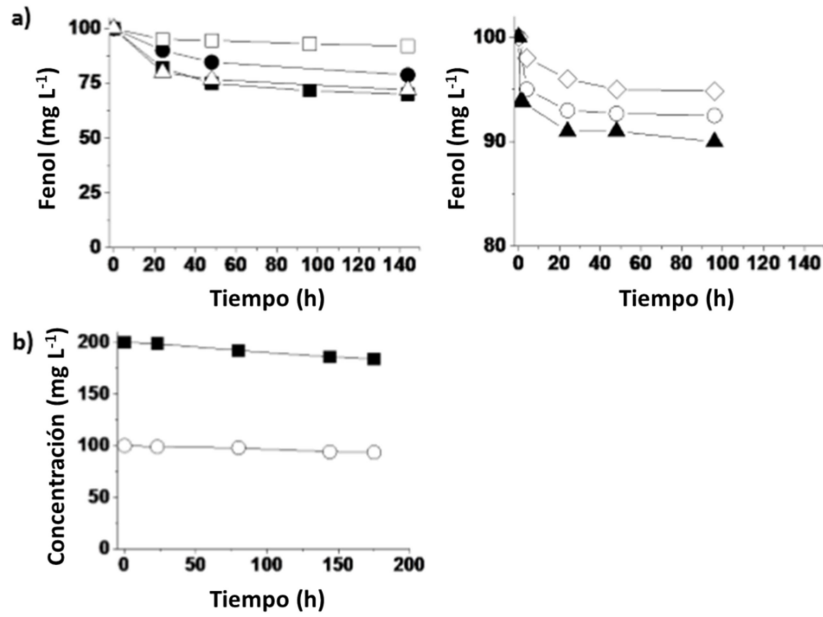 a)
Fenol (mg L-1)
100
75
50
25
0
0 20 40 60 80 100 120 140
Tiempo (h)
Fenol (mg L-1)
100
90
80
0 20 40 60 80 100 120 140
Tiempo (h)
b)
Concentración (mg L-1)
200
150
100
50
0
0 50 100 150 200
Tiempo (h)